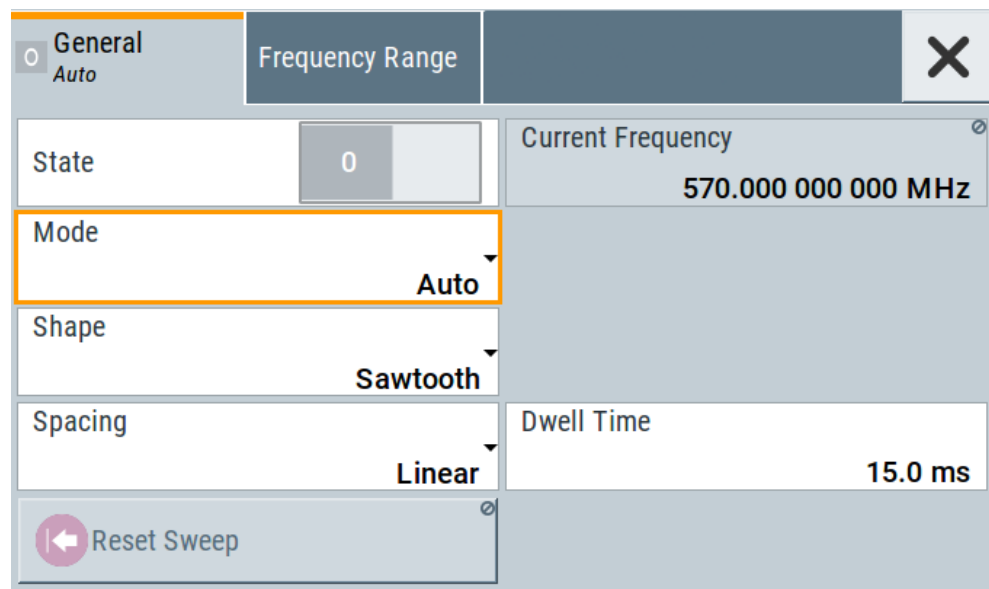 O General
Auto
Frequency Range
State
0
Current Frequency
570.000 000 000 MHz
Mode
Auto
Shape
Sawtooth
Spacing
Linear
Dwell Time
15.0 ms
Reset Sweep